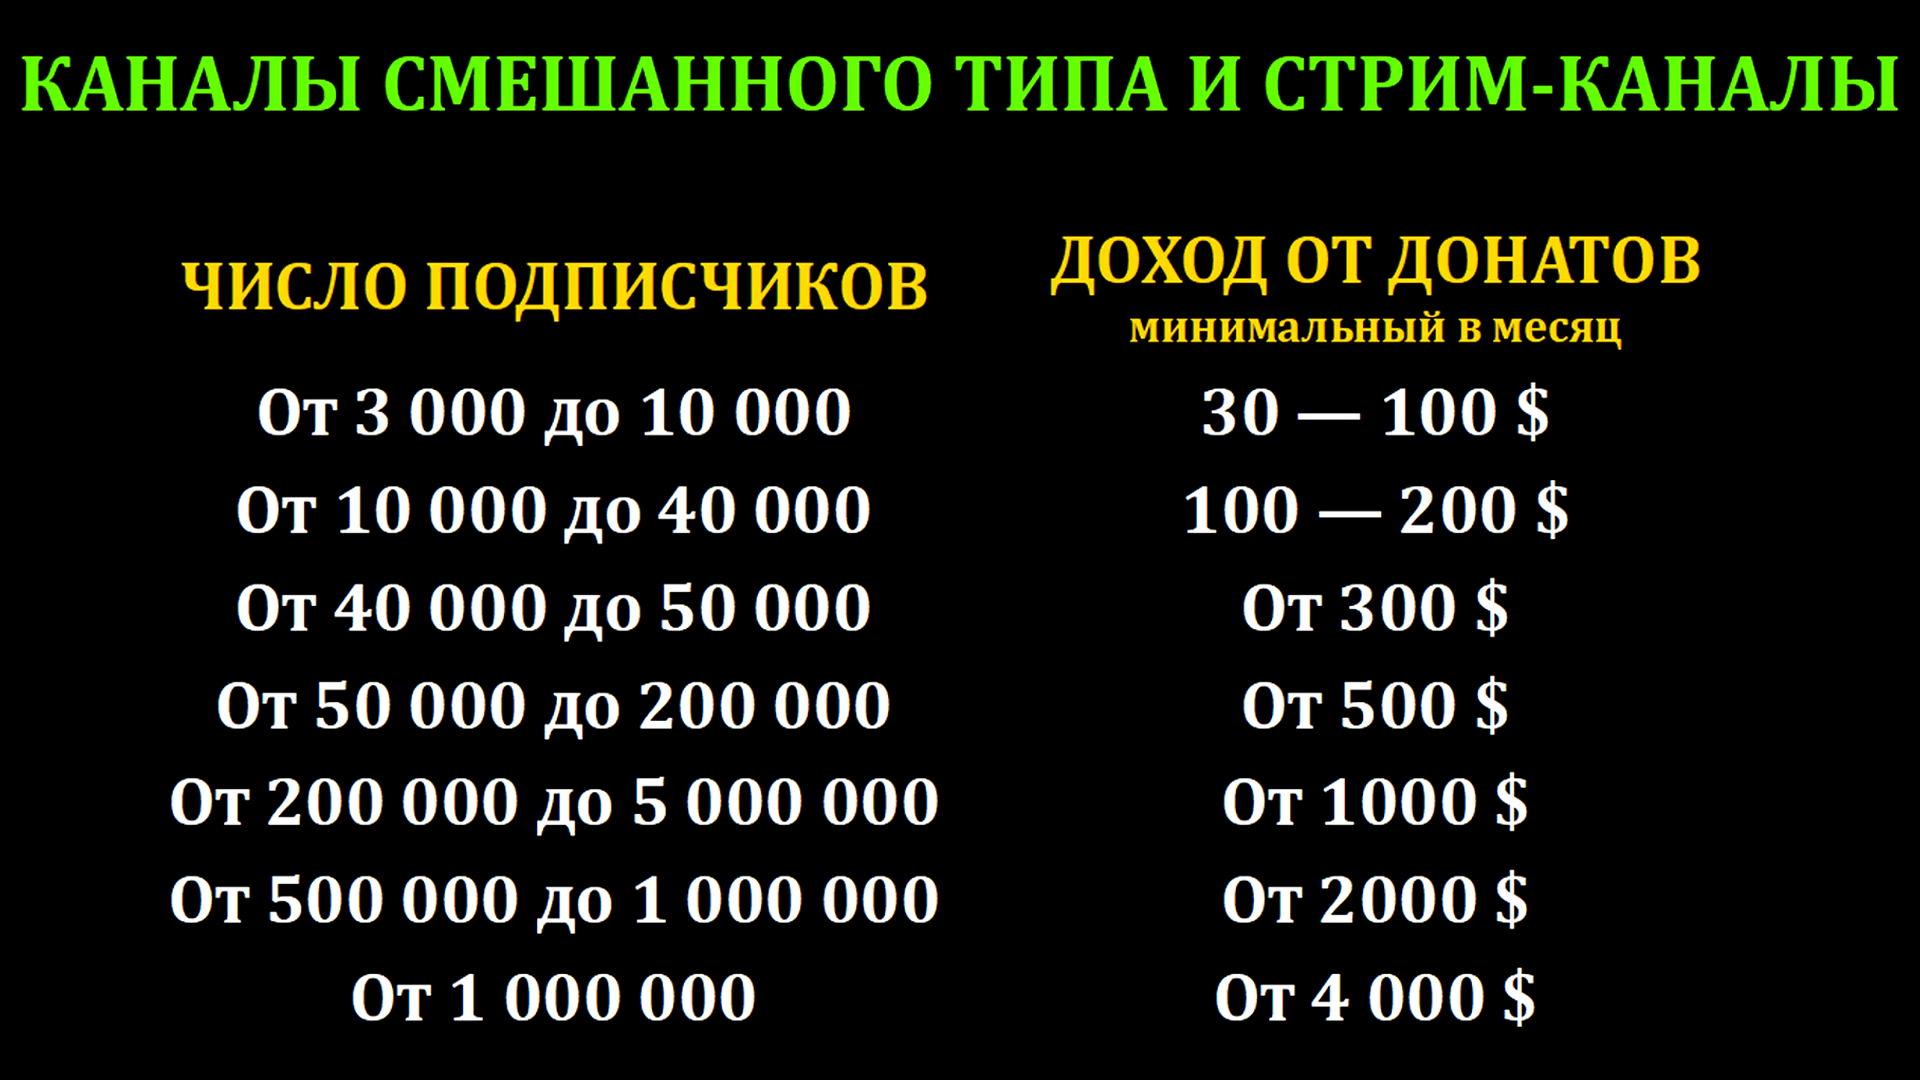 КАНАЛЫ СМЕШАННОГО ТИПА И СТРИМ-КАНАЛЫ
ЧИСЛО ПОДПИСЧИКОВ
ДОХОД ОТ ДОНАТОВ
минимальный в месяц
От 3 000 до 10 000
30 — 100 $
От 10 000 до 40 000
100 — 200 $
От 40 000 до 50 000
От 300 $
От 50 000 до 200 000
От 500 $
От 200 000 до 5 000 000
От 1000 $
От 500 000 до 1 000 000
От 2000 $
От 1 000 000
От 4 000 $